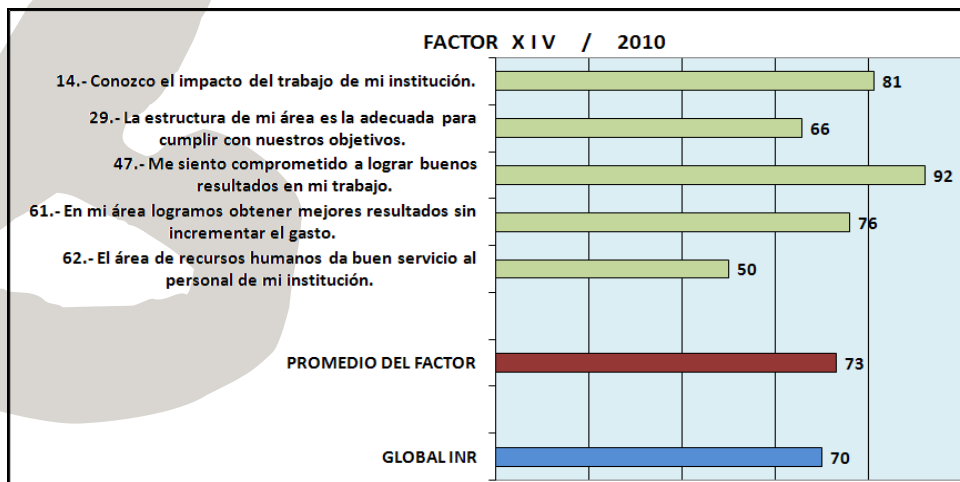 FACTOR X I V / 2010
14.- Conozco el impacto del trabajo de mi institución.
81
29.- La estructura de mi área es la adecuada para
cumplir con nuestros objetivos.
66
47.- Me siento comprometido a lograr buenos
resultados en mi trabajo.
92
61.- En mi área logramos obtener mejores resultados sin
incrementar el gasto.
76
62.- El área de recursos humanos da buen servicio al
personal de mi institución.
50
PROMEDIO DEL FACTOR
73
GLOBAL INR
70